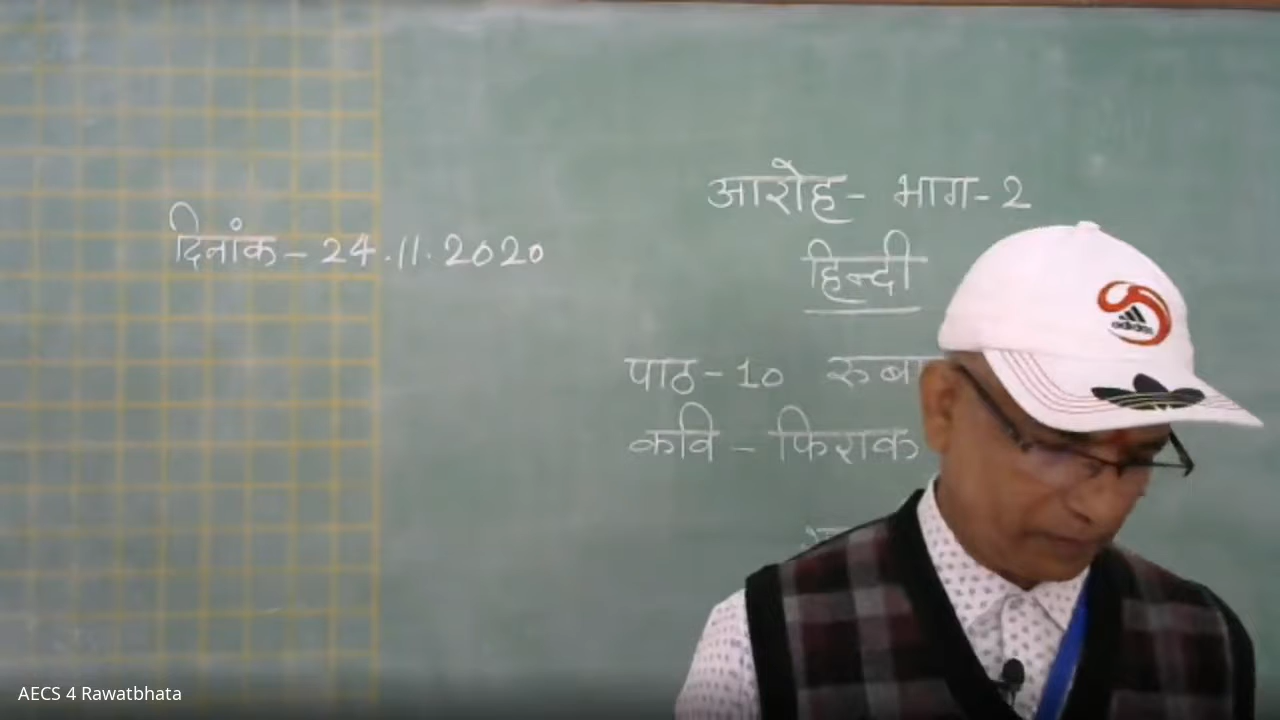 आरोह- भाग-2
दिनांक - 24.11.2020
हिन्दी
पाठ-10
कवि - फिराक
adidas
AECS 4 Rawatbhata